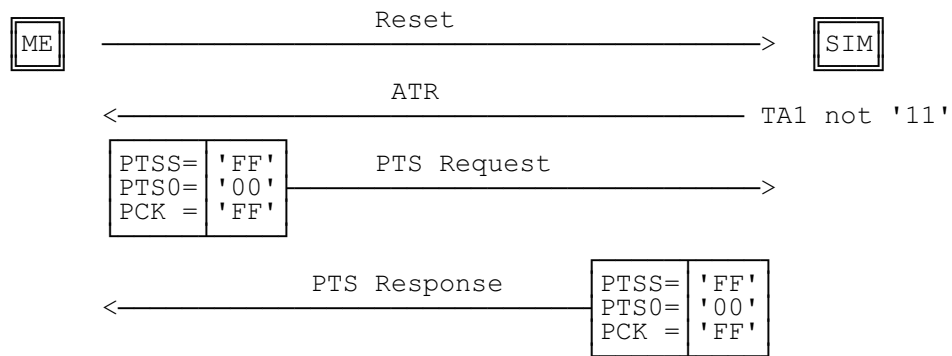 Reset
ME
SIM
ATR
TA1 not '11'
PTSS= 'FF'
PTS Request
PTS0= '00'
PCK = 'FF'
PTS Response
PTSS= 'FF'
PTS0= '00'
PCK = 'FF'